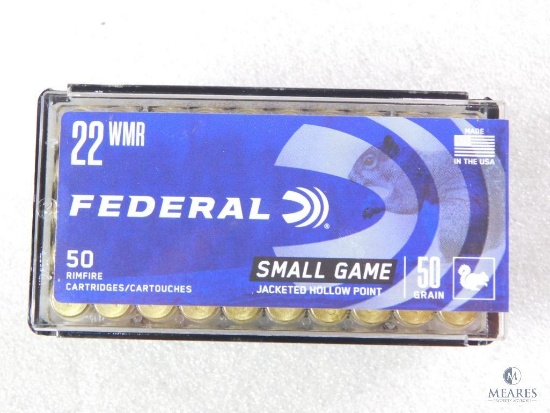 22 WMR
MADE
IN THE USA
FEDERAL ®
50
RIMFIRE
CARTRIDGES/CARTOUCHES
SMALL GAME
JACKETED HOLLOW POINT
50
GRAIN
MEARES